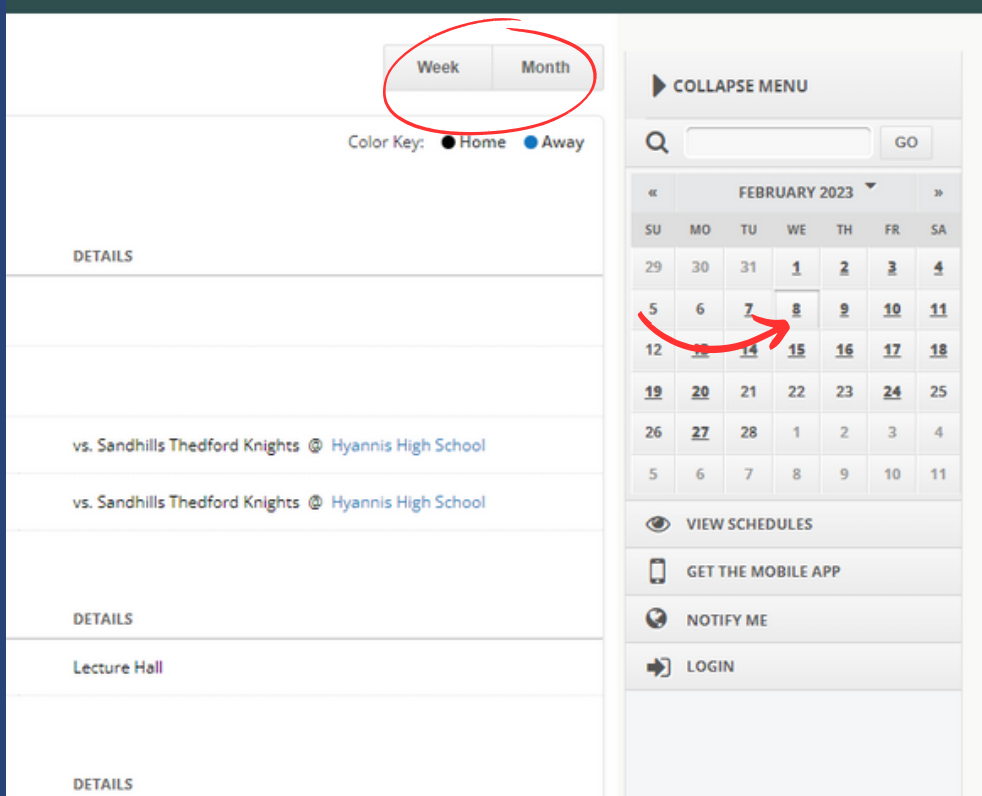 Week Month
Color Key: Home Away
DETAILS
vs. Sandhills Thedford Knights @ Hyannis High School
vs. Sandhills Thedford Knights @ Hyannis High School
DETAILS
Lecture Hall
DETAILS
COLLAPSE MENU
GO
« FEBRUARY 2023 »
SU MO TU WE TH FR SA
29 30 31 1 2 3 4
5 6 7 8 9 10 11
12 13 14 15 16 17 18
19 20 21 22 23 24 25
26 27 28 1 2 3 4
5 6 7 8 9 10 11
VIEW SCHEDULES
GET THE MOBILE APP
NOTIFY ME
LOGIN